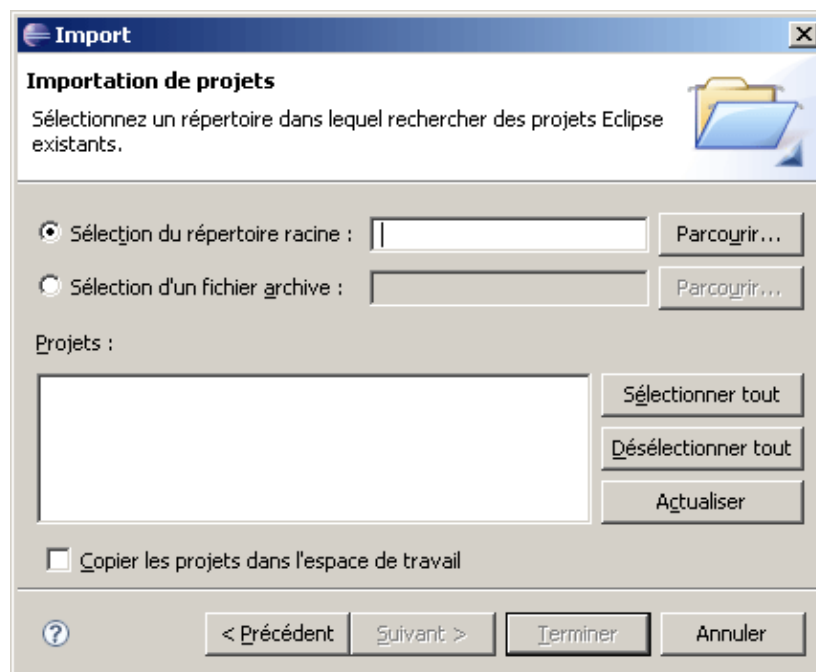 Import
Importation de projets
Sélectionnez un répertoire dans lequel rechercher des projets Eclipse
existants.
Sélection du répertoire racine :
Parcourir...
Sélection d'un fichier archive :
Parcourir...
Projets :
Sélectionner tout
Désélectionner tout
Actualiser
Copier les projets dans l'espace de travail
? < Précédent Suivant > Terminer Annuler